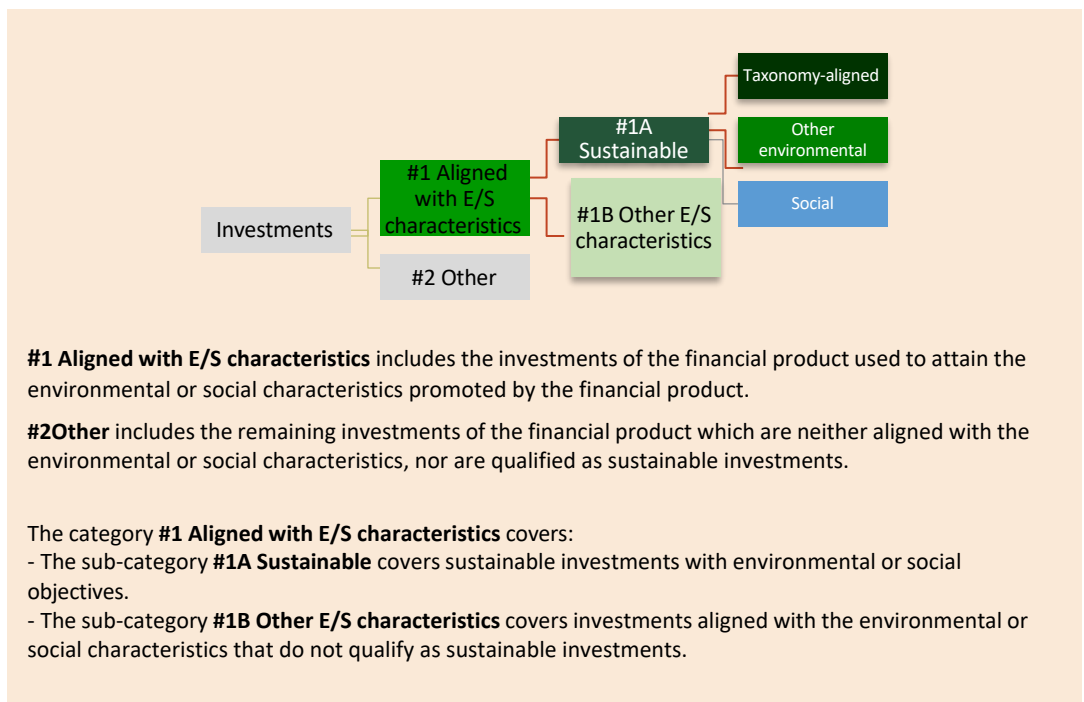 Taxonomy-aligned
#1A
Sustainable
Other
environmental
#1 Aligned
with E/S
characteristics
#1B Other E/S
characteristics
Social
Investments
#2 Other
#1 Aligned with E/S characteristics includes the investments of the financial product used to attain the
environmental or social characteristics promoted by the financial product.
#2Other includes the remaining investments of the financial product which are neither aligned with the
environmental or social characteristics, nor are qualified as sustainable investments.
The category #1 Aligned with E/S characteristics covers:
- The sub-category #1A Sustainable covers sustainable investments with environmental or social
objectives.
- The sub-category #1B Other E/S characteristics covers investments aligned with the environmental or
social characteristics that do not qualify as sustainable investments.